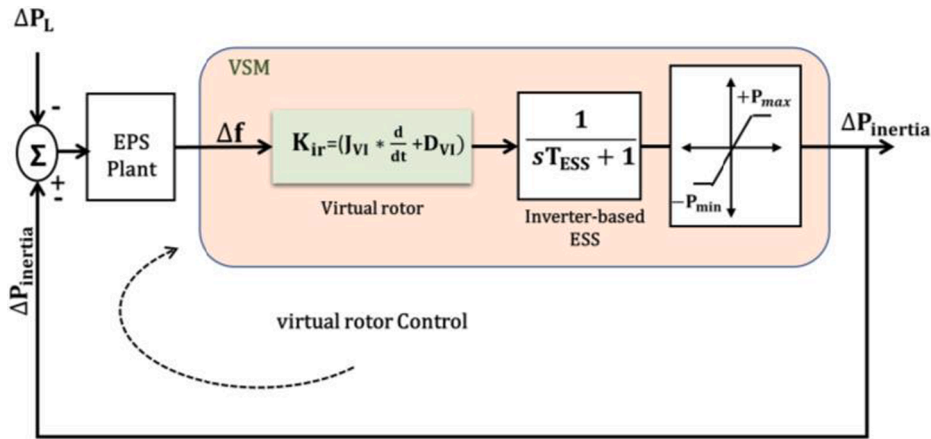 ΔP_L
VSM
-
EPS
Plant
Δf
K_ir=(J_VI * d/dt +D_VI)
1
sT_ESS + 1
+P_max
−P_min
ΔP_inertia
Σ
+
-
Virtual rotor
Inverter-based
ESS
ΔP_inertia
virtual rotor Control